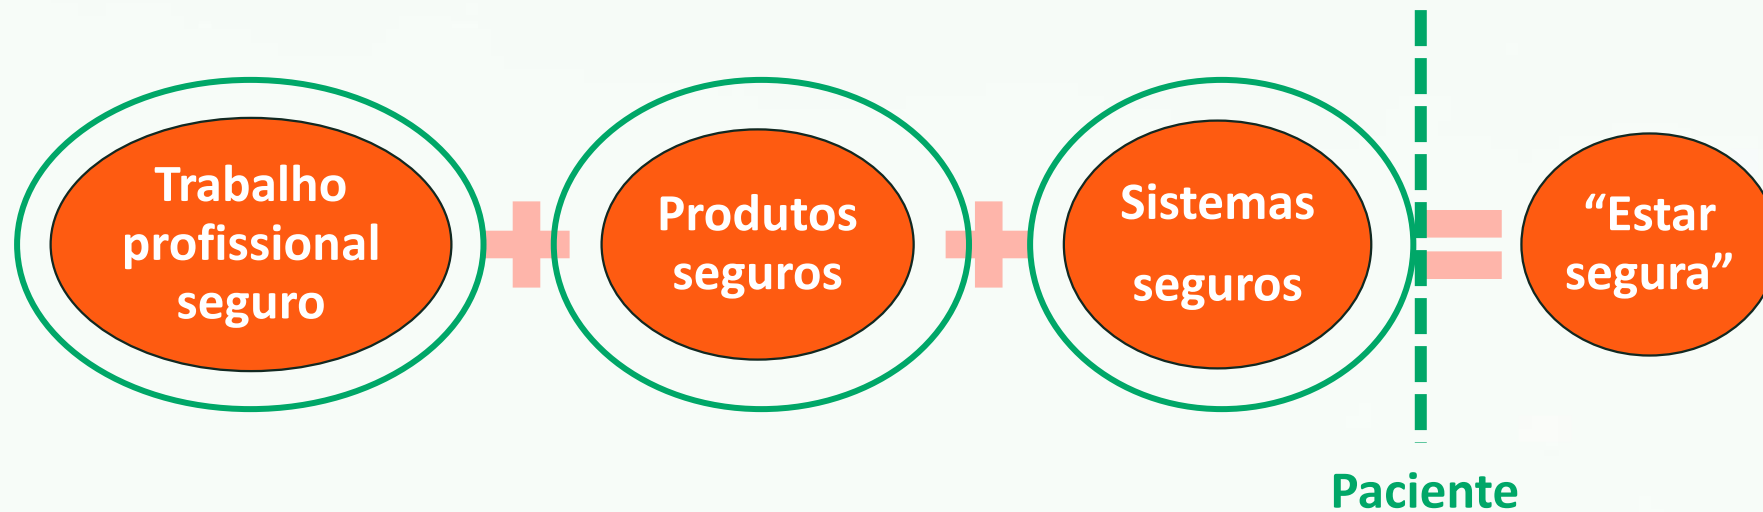 Trabalho
profissional
seguro
Produtos
seguros
Sistemas
seguros
“Estar
segura”
Paciente